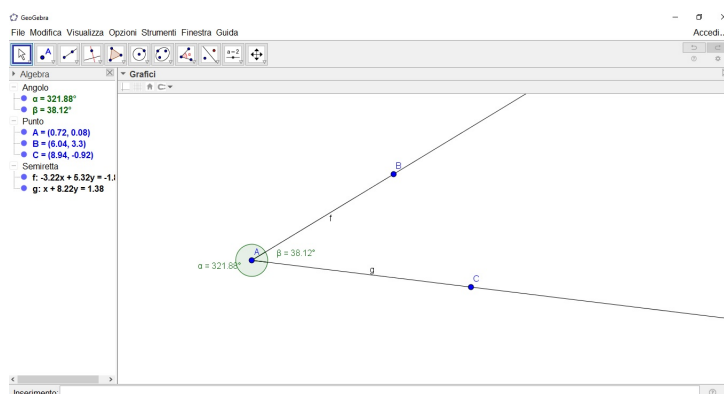 GeoGebra
File Modifica Visualizza Opzioni Strumenti Finestra Guida
Accedi...
A
a=2
Algebra
Grafici
Angolo
α = 321.88°
β = 38.12°
Punto
A = (0.72, 0.08)
B = (6.04, 3.3)
C = (8.94, -0.92)
Semiretta
f: -3.22x + 5.32y = -1.8
g: x + 8.22y = 1.38
B
f
A
β = 38.12°
α = 321.88°
g
C
Inserimento: